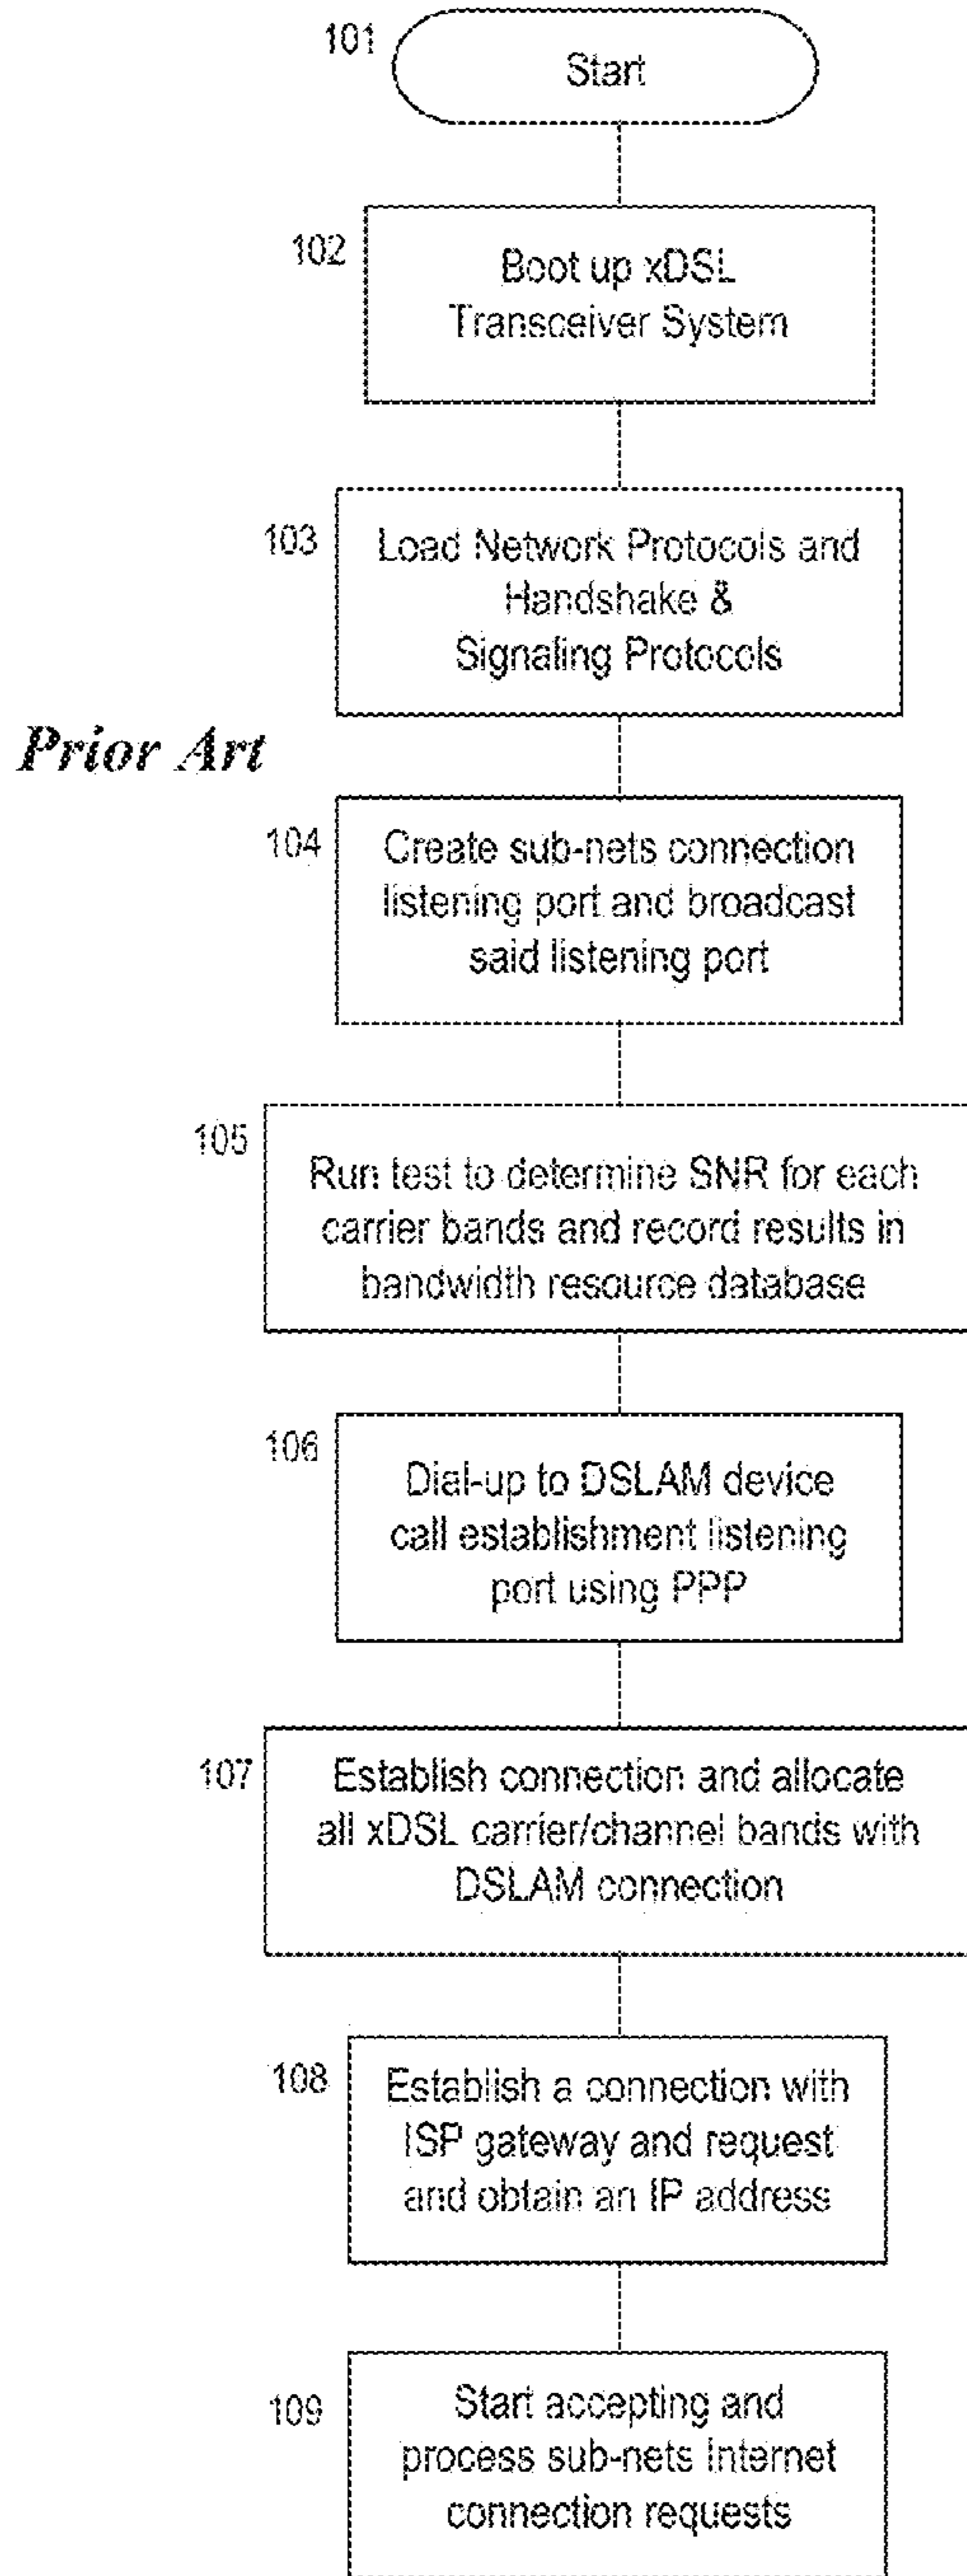 101
Start
102
Boot up xDSL
Transceiver System
103
Load Network Protocols and
Handshake &
Signaling Protocols
Prior Art
104
Create sub-nets connection
listening port and broadcast
said listening port
105
Run test to determine SNR for each
carrier bands and record results in
bandwidth resource database
106
Dial-up to DSLAM device
call establishment listening
port using PPP
107
Establish connection and allocate
all xDSL carrier/channel bands with
DSLAM connection
108
Establish a connection with
ISP gateway and request
and obtain an IP address
109
Start accepting and
process sub-nets Internet
connection requests